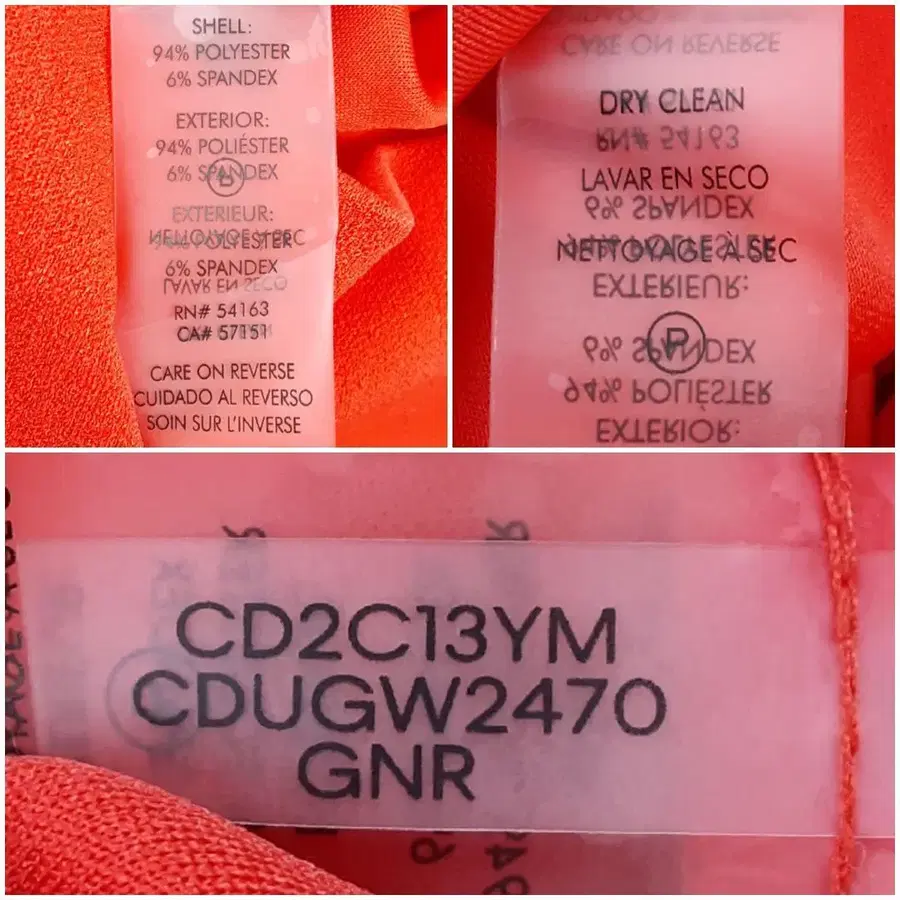 SHELL:
94% POLYESTER
6% SPANDEX
EXTERIOR:
94% POLIÉSTER
6% SPANDEX
EXTERIEUR:
94% POLYESTER
6% SPANDEX
RN# 54163
CA# 57151
CARE ON REVERSE
CUIDADO AL REVERSO
SOIN SUR L'INVERSE
DRY CLEAN
LAVAR EN SECO
NETTOYAGE À SEC
P
CD2C13YM
CDUGW2470
GNR